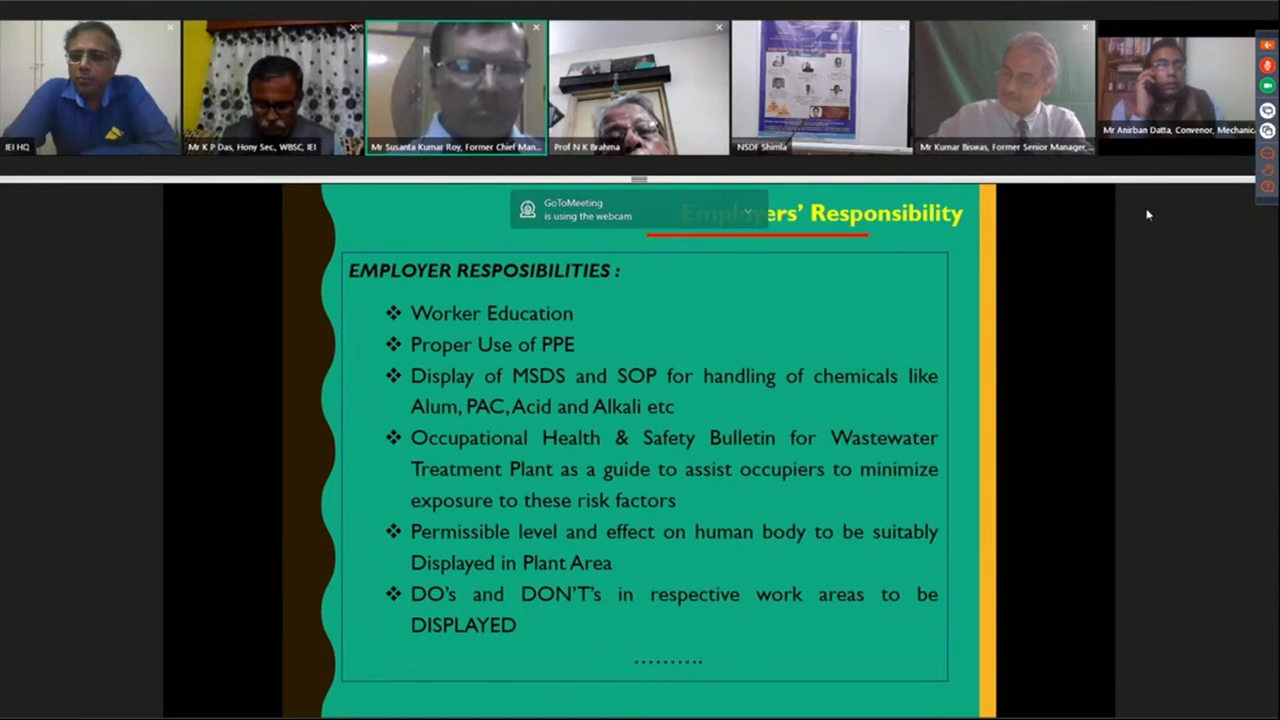 IEI HQ
Mr K P Das, Hony Sec., WBSC, IEI
Mr Susanta Kumar Roy, Former Chief Man...
Prof N K Brahma
NSDF Shimla
Mr Kumar Biswas, Former Senior Manager,...
Mr Anirban Datta, Convenor, Mechanic
GoToMeeting
is using the webcam
Employers' Responsibility
EMPLOYER RESPOSIBILITIES :
❖ Worker Education
❖ Proper Use of PPE
❖ Display of MSDS and SOP for handling of chemicals like
Alum, PAC, Acid and Alkali etc
❖ Occupational Health & Safety Bulletin for Wastewater
Treatment Plant as a guide to assist occupiers to minimize
exposure to these risk factors
❖ Permissible level and effect on human body to be suitably
Displayed in Plant Area
❖ DO's and DON'T's in respective work areas to be
DISPLAYED
..........